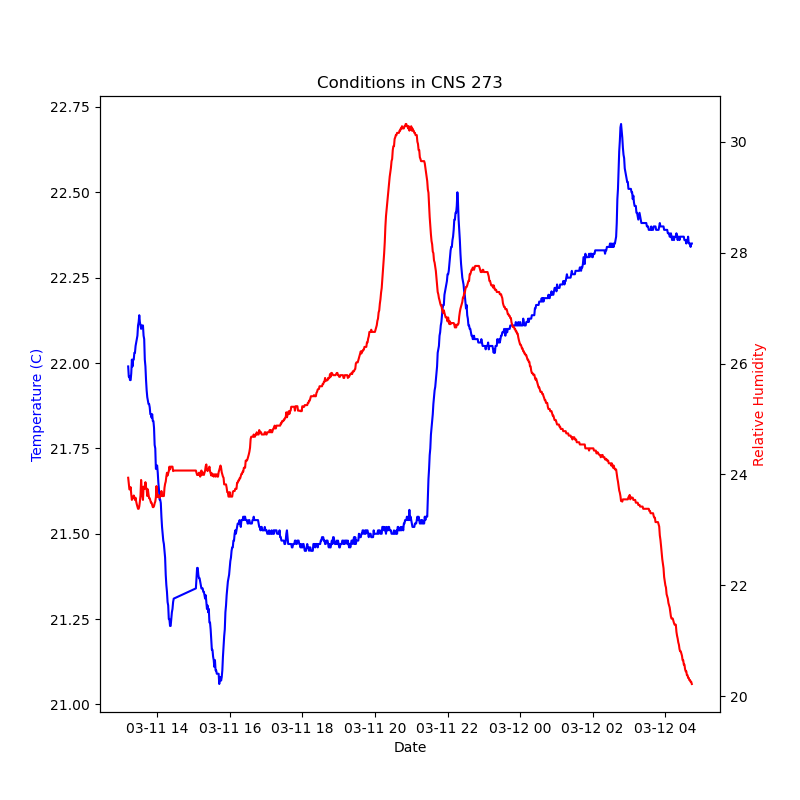 Conditions in CNS 273
22.75
22.50
22.25
22.00
21.75
21.50
21.25
21.00
Temperature (C)
30
28
26
24
22
20
Relative Humidity
03-11 14 03-11 16 03-11 18 03-11 20 03-11 22 03-12 00 03-12 02 03-12 04
Date